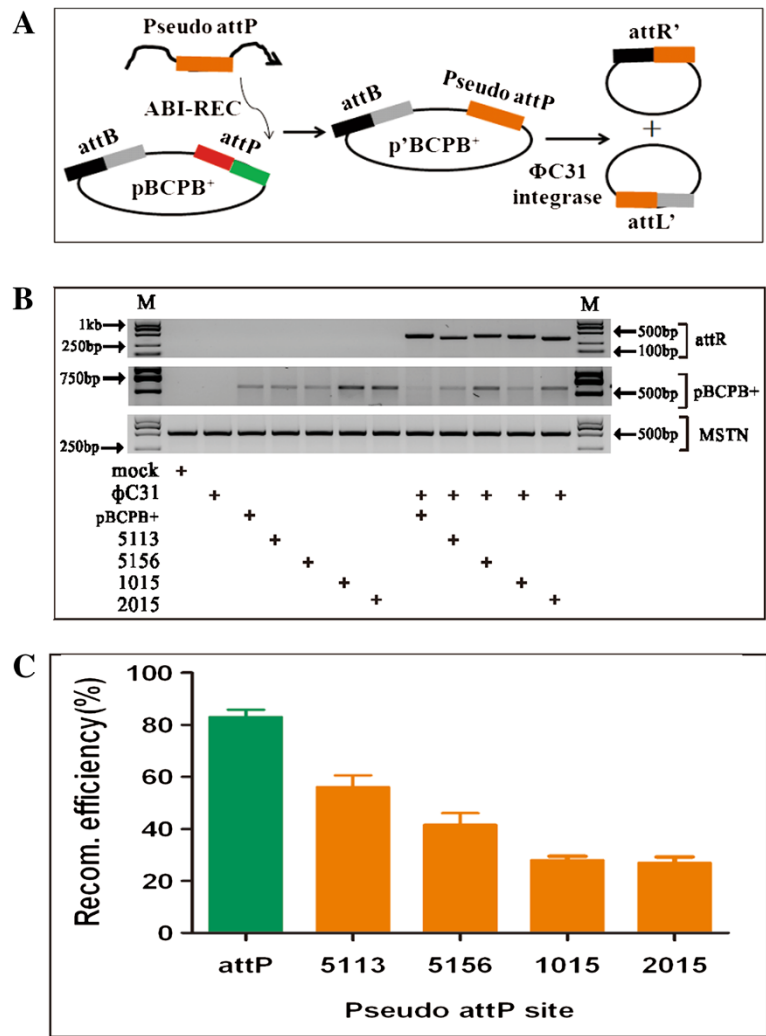 A
Pseudo attP
ABI-REC
attB
attP
pBCPB+
attB
Pseudo attP
p'BCPB+
ΦC31
integrase
attR'
+
attL'
B
M
M
1kb
250bp
500bp
100bp
attR
750bp
500bp
pBCPB+
250bp
500bp
MSTN
mock +
ϕC31 + + + + + +
pBCPB+ + +
5113 + +
5156 + +
1015 + +
2015 + +
C
Recom. efficiency(%)
100
80
60
40
20
0
attP 5113 5156 1015 2015
Pseudo attP site